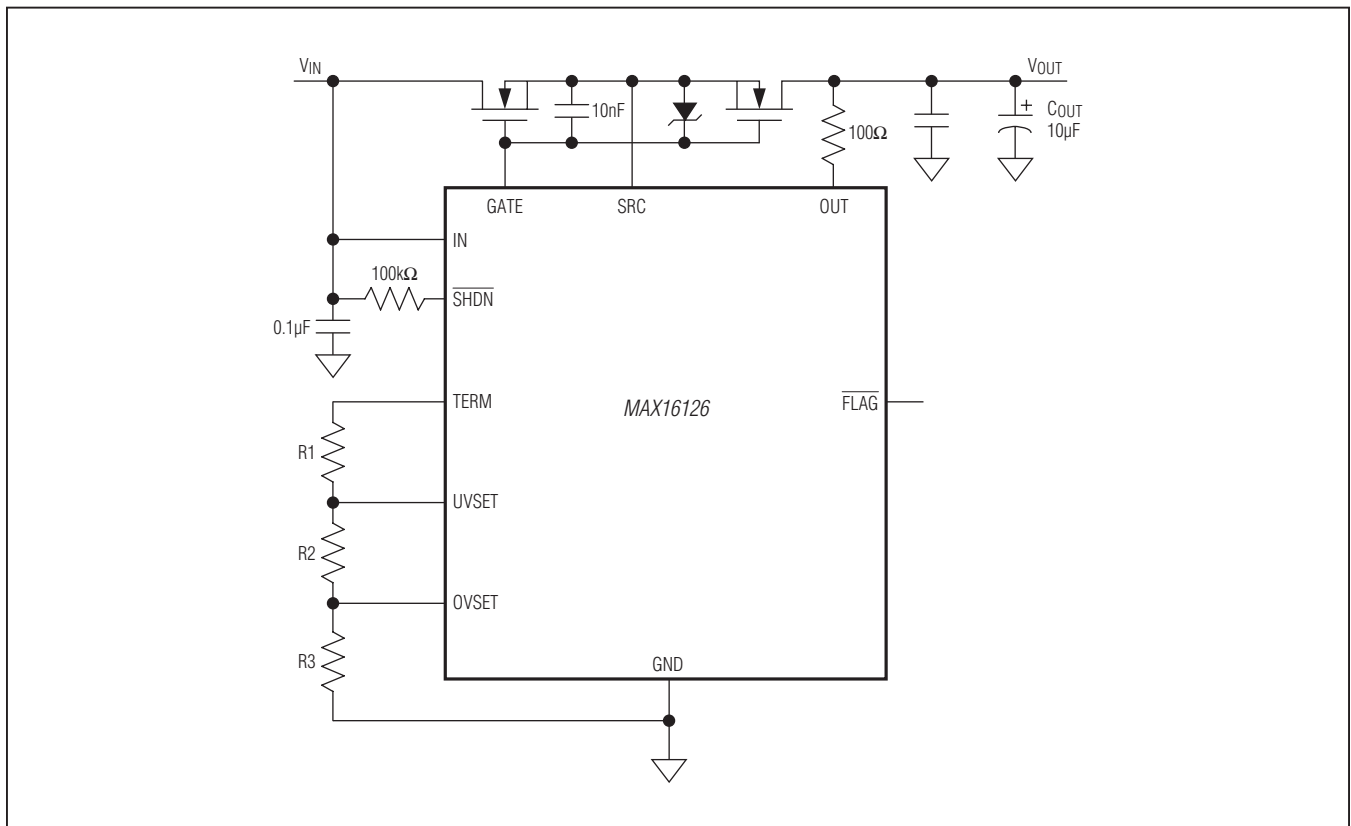 VIN
VOUT
10nF
100Ω
+
COUT
10µF
GATE
SRC
OUT
IN
100kΩ
SHDN
0.1µF
TERM
MAX16126
FLAG
R1
UVSET
R2
OVSET
R3
GND